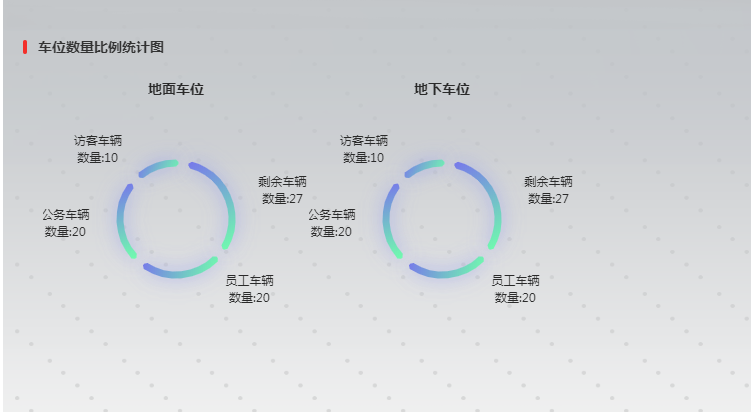 车位数量比例统计图
地面车位
访客车辆
数量:10
剩余车辆
数量:27
公务车辆
数量:20
员工车辆
数量:20
地下车位
访客车辆
数量:10
剩余车辆
数量:27
公务车辆
数量:20
员工车辆
数量:20